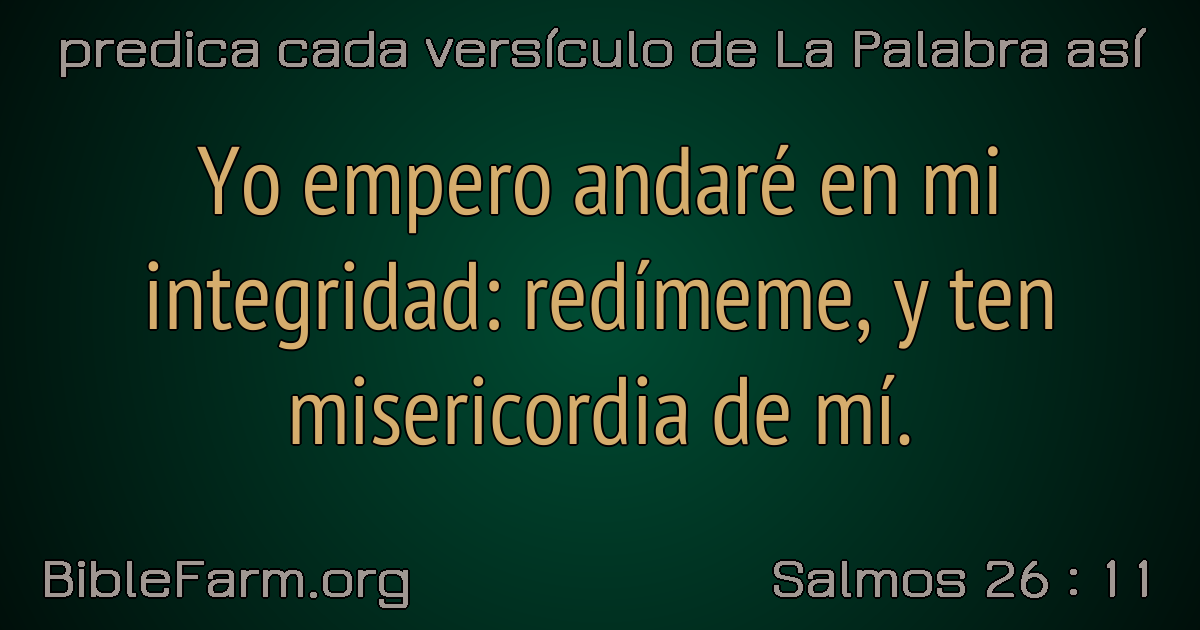 predica cada versículo de La Palabra así
Yo empero andaré en mi
integridad: redímeme, y ten
misericordia de mí.
BibleFarm.org
Salmos 26 : 11